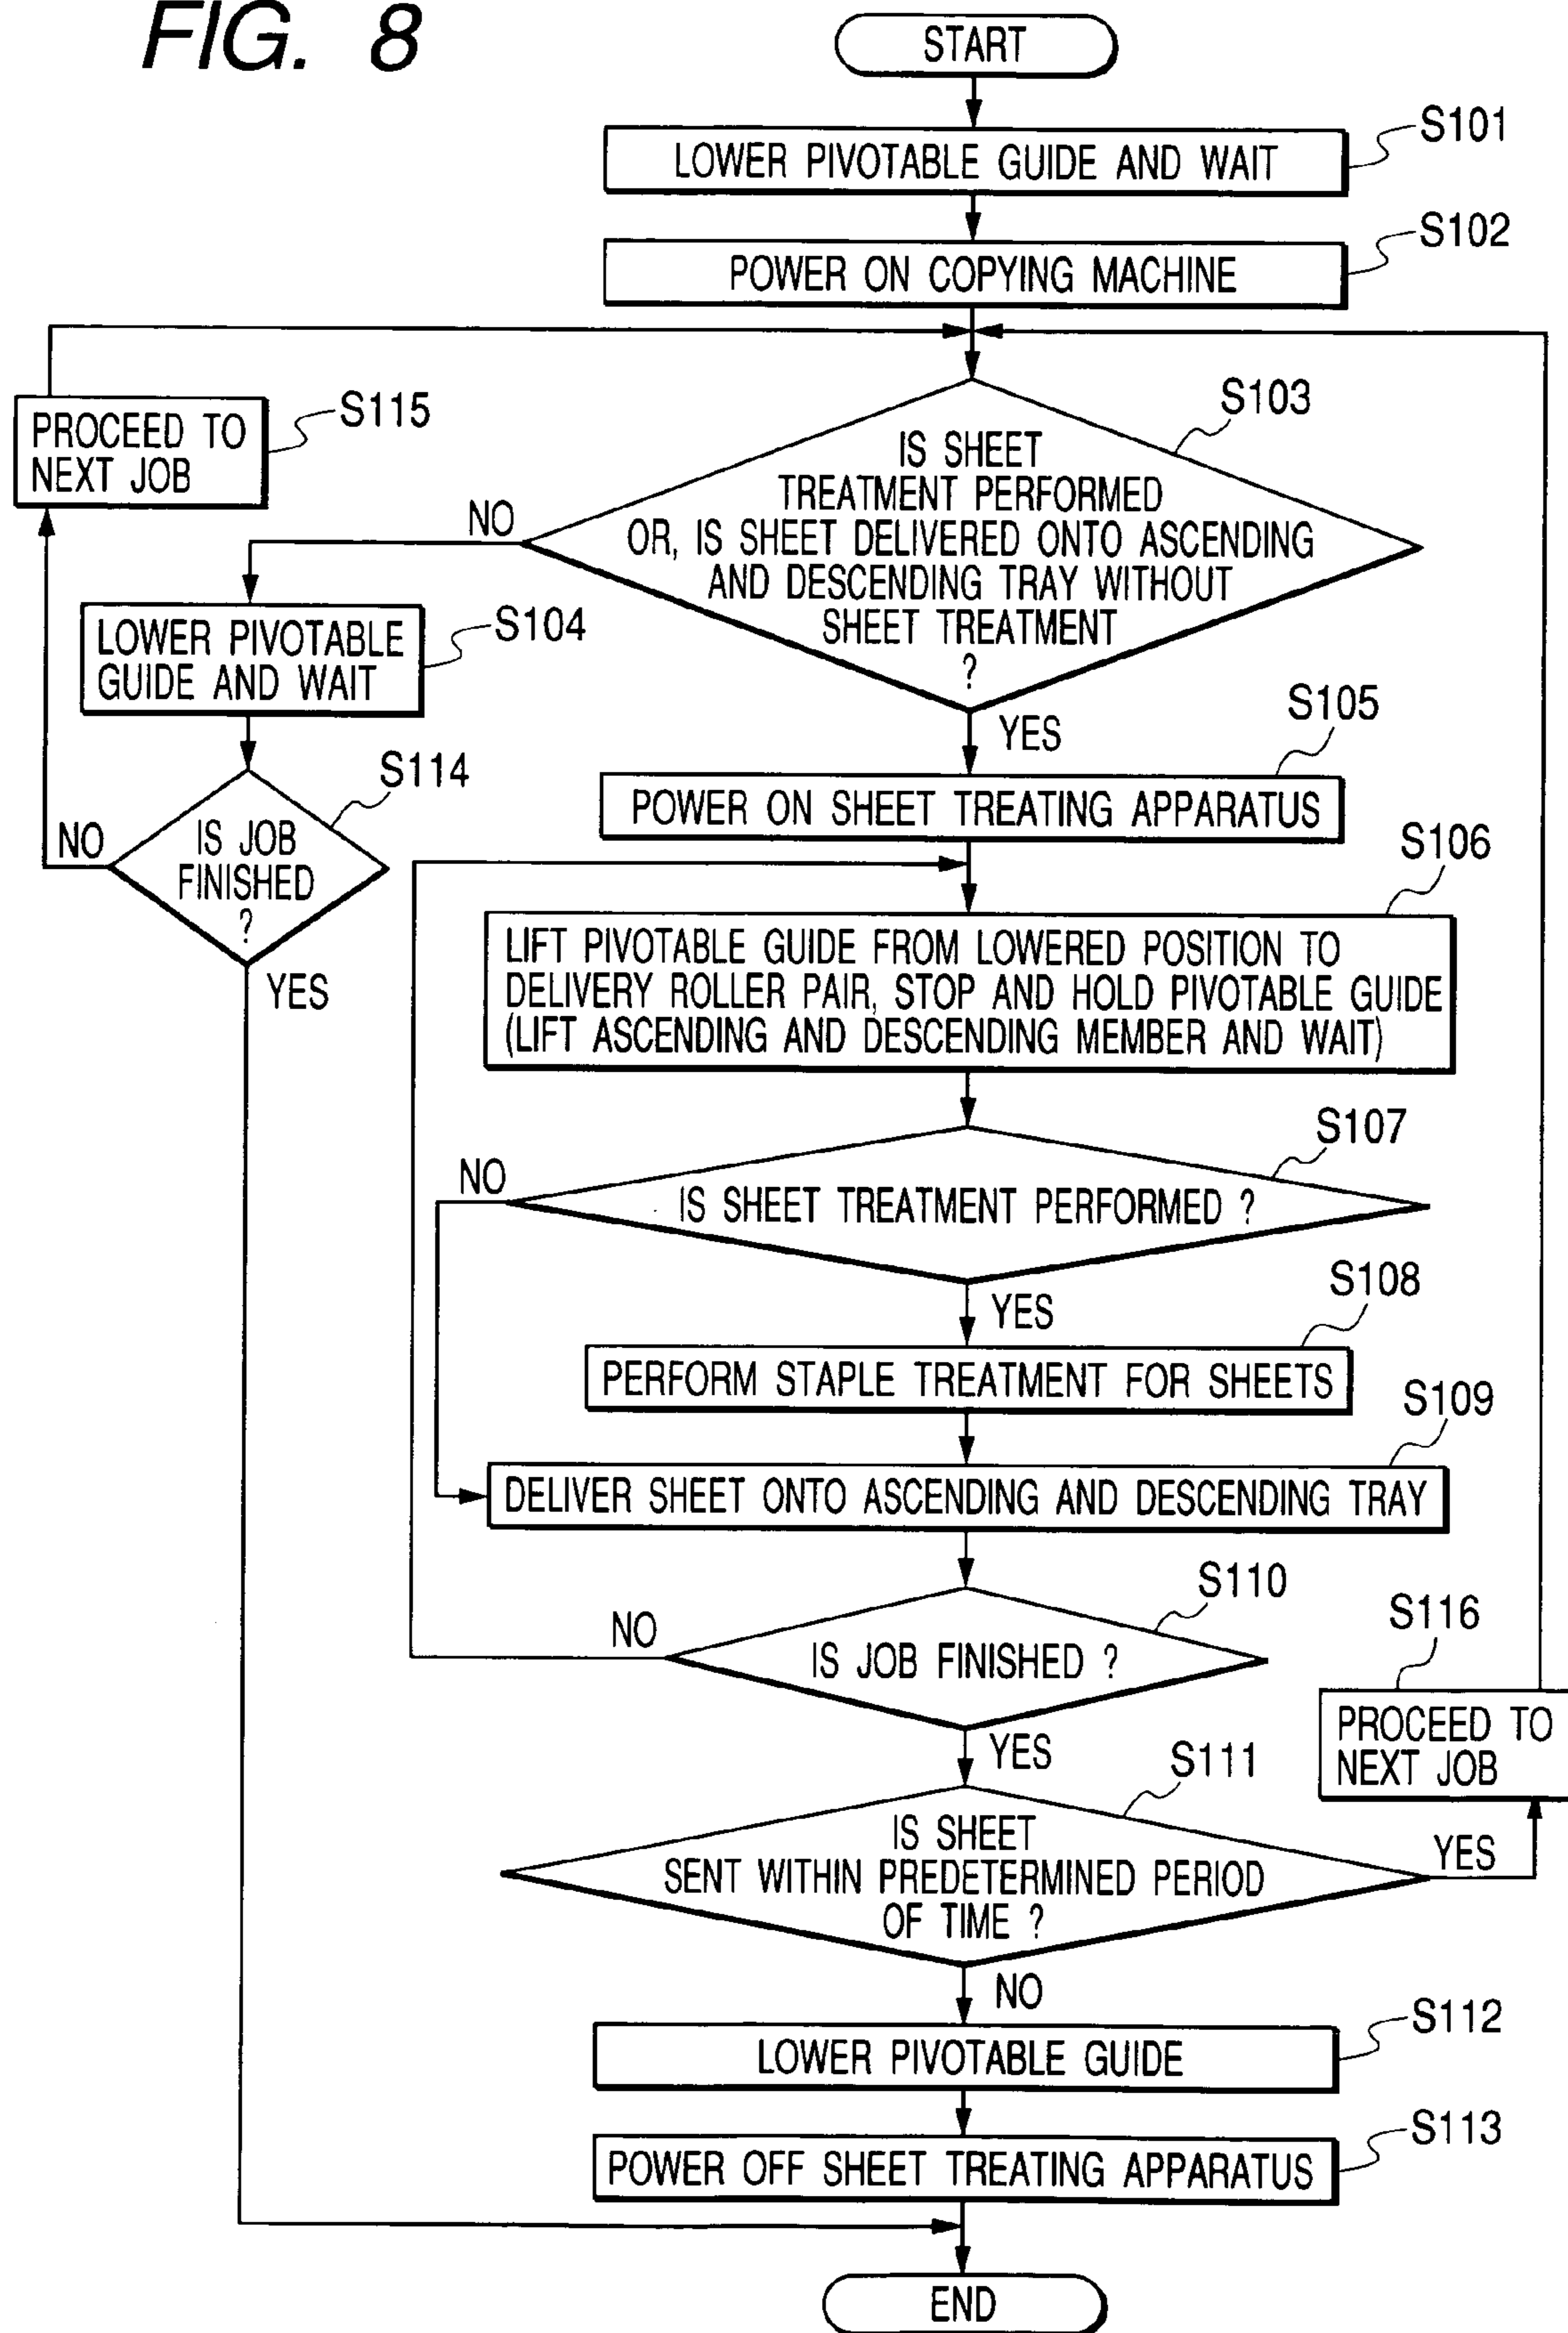 FIG. 8
START
LOWER PIVOTABLE GUIDE AND WAIT
S101
POWER ON COPYING MACHINE
S102
PROCEED TO
NEXT JOB
S115
IS SHEET
TREATMENT PERFORMED
OR, IS SHEET DELIVERED ONTO ASCENDING
AND DESCENDING TRAY WITHOUT
SHEET TREATMENT
?
S103
NO
YES
LOWER PIVOTABLE
GUIDE AND WAIT
S104
IS JOB
FINISHED
?
S114
NO
YES
POWER ON SHEET TREATING APPARATUS
S105
LIFT PIVOTABLE GUIDE FROM LOWERED POSITION TO
DELIVERY ROLLER PAIR, STOP AND HOLD PIVOTABLE GUIDE
(LIFT ASCENDING AND DESCENDING MEMBER AND WAIT)
S106
IS SHEET TREATMENT PERFORMED ?
S107
NO
YES
PERFORM STAPLE TREATMENT FOR SHEETS
S108
DELIVER SHEET ONTO ASCENDING AND DESCENDING TRAY
S109
IS JOB FINISHED ?
S110
NO
YES
IS SHEET
SENT WITHIN PREDETERMINED PERIOD
OF TIME ?
S111
YES
NO
PROCEED TO
NEXT JOB
S116
LOWER PIVOTABLE GUIDE
S112
POWER OFF SHEET TREATING APPARATUS
S113
END